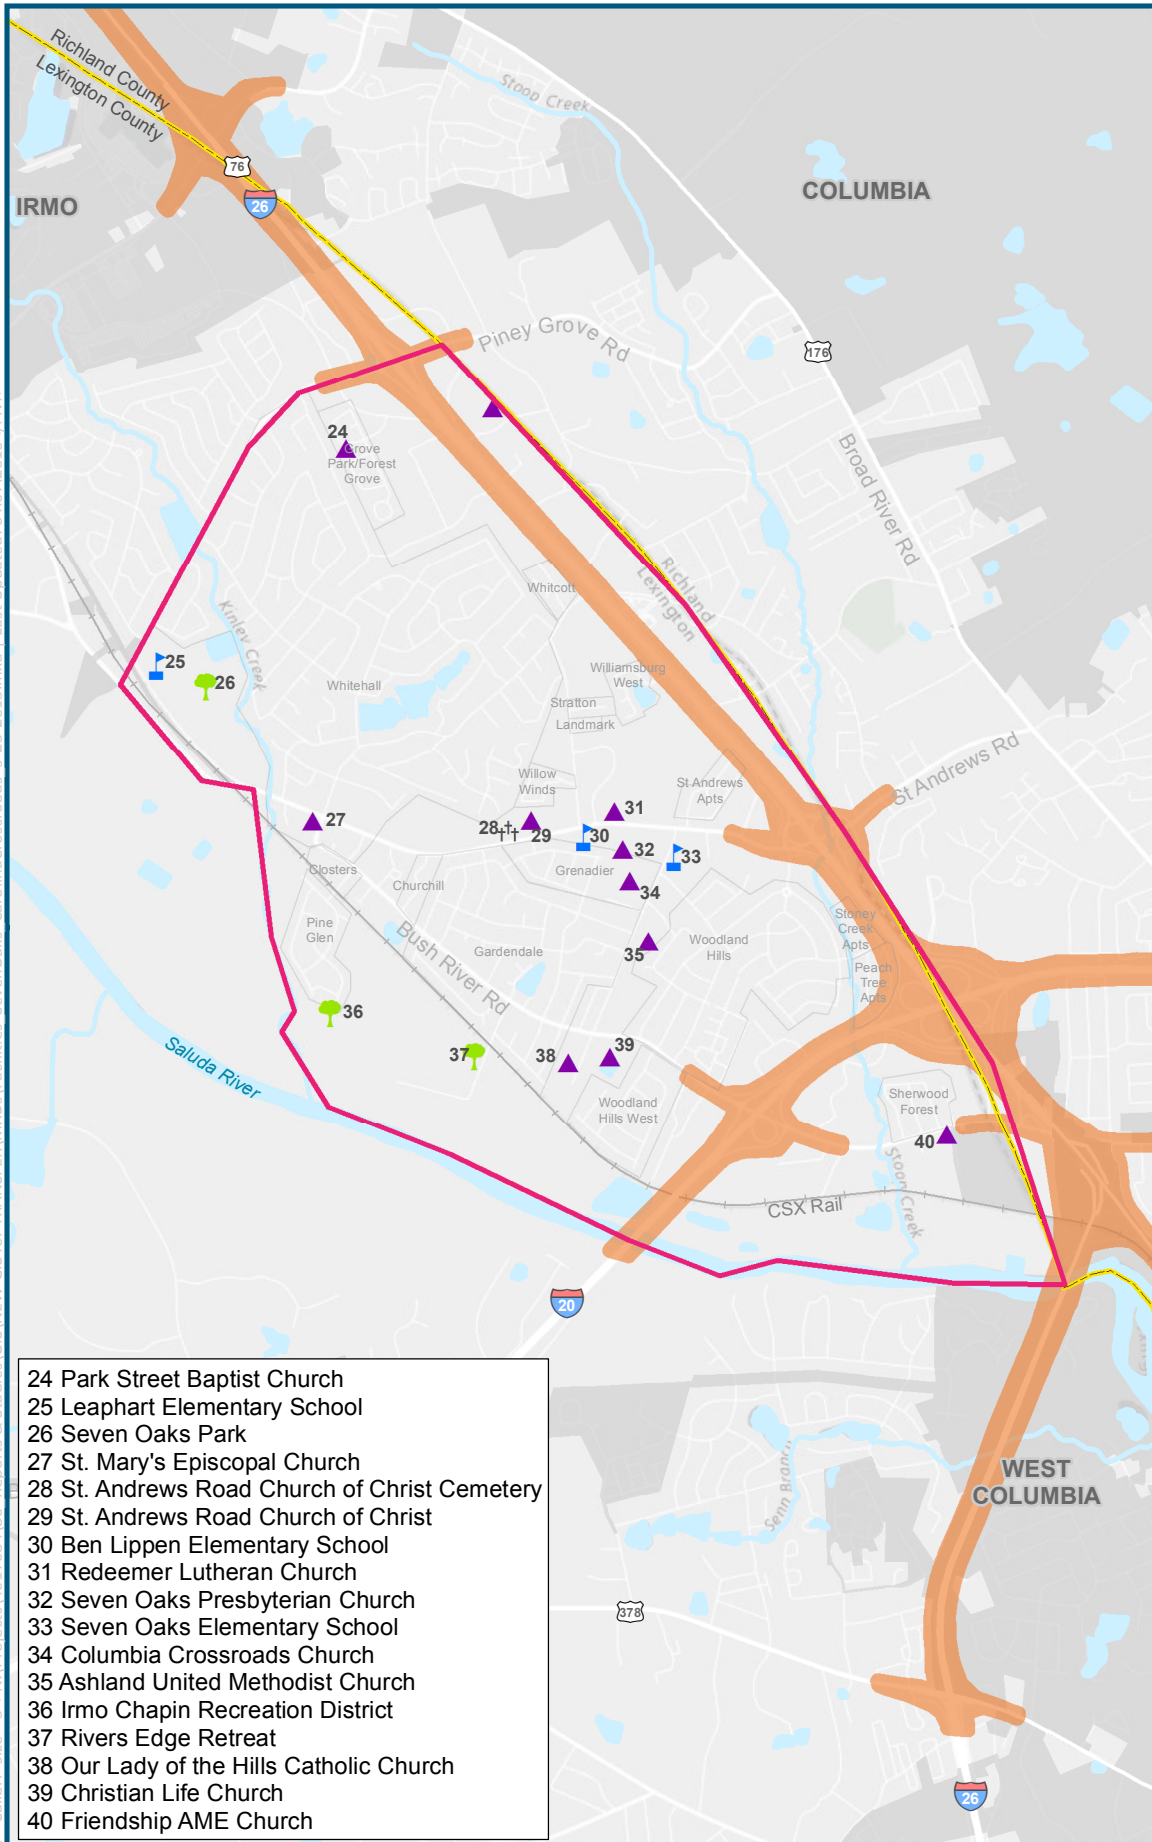 Richland County
Lexington County
76
26
IRMO
Stoop Creek
COLUMBIA
176
Piney Grove Rd
Broad River Rd
24
Grove
Park/Forest
Grove
Whitcott
Richland
Lexington
Kinley Creek
25
26
Whitehall
Williamsburg
West
Stratton
Landmark
St Andrews Rd
Willow
Winds
St Andrews
Apts
27
28
29
31
30
32
33
Grenadier
34
Closters
Churchill
Pine
Glen
Bush River Rd
Gardendale
35
Woodland
Hills
Stoney
Creek
Apts
Peach
Tree
Apts
36
37
38
39
Saluda River
Woodland
Hills West
Sherwood
Forest
40
Stoop Creek
CSX Rail
20
24 Park Street Baptist Church
25 Leaphart Elementary School
26 Seven Oaks Park
27 St. Mary's Episcopal Church
28 St. Andrews Road Church of Christ Cemetery
29 St. Andrews Road Church of Christ
30 Ben Lippen Elementary School
31 Redeemer Lutheran Church
32 Seven Oaks Presbyterian Church
33 Seven Oaks Elementary School
34 Columbia Crossroads Church
35 Ashland United Methodist Church
36 Irmo Chapin Recreation District
37 Rivers Edge Retreat
38 Our Lady of the Hills Catholic Church
39 Christian Life Church
40 Friendship AME Church
Senn Branch
WEST
COLUMBIA
378
26